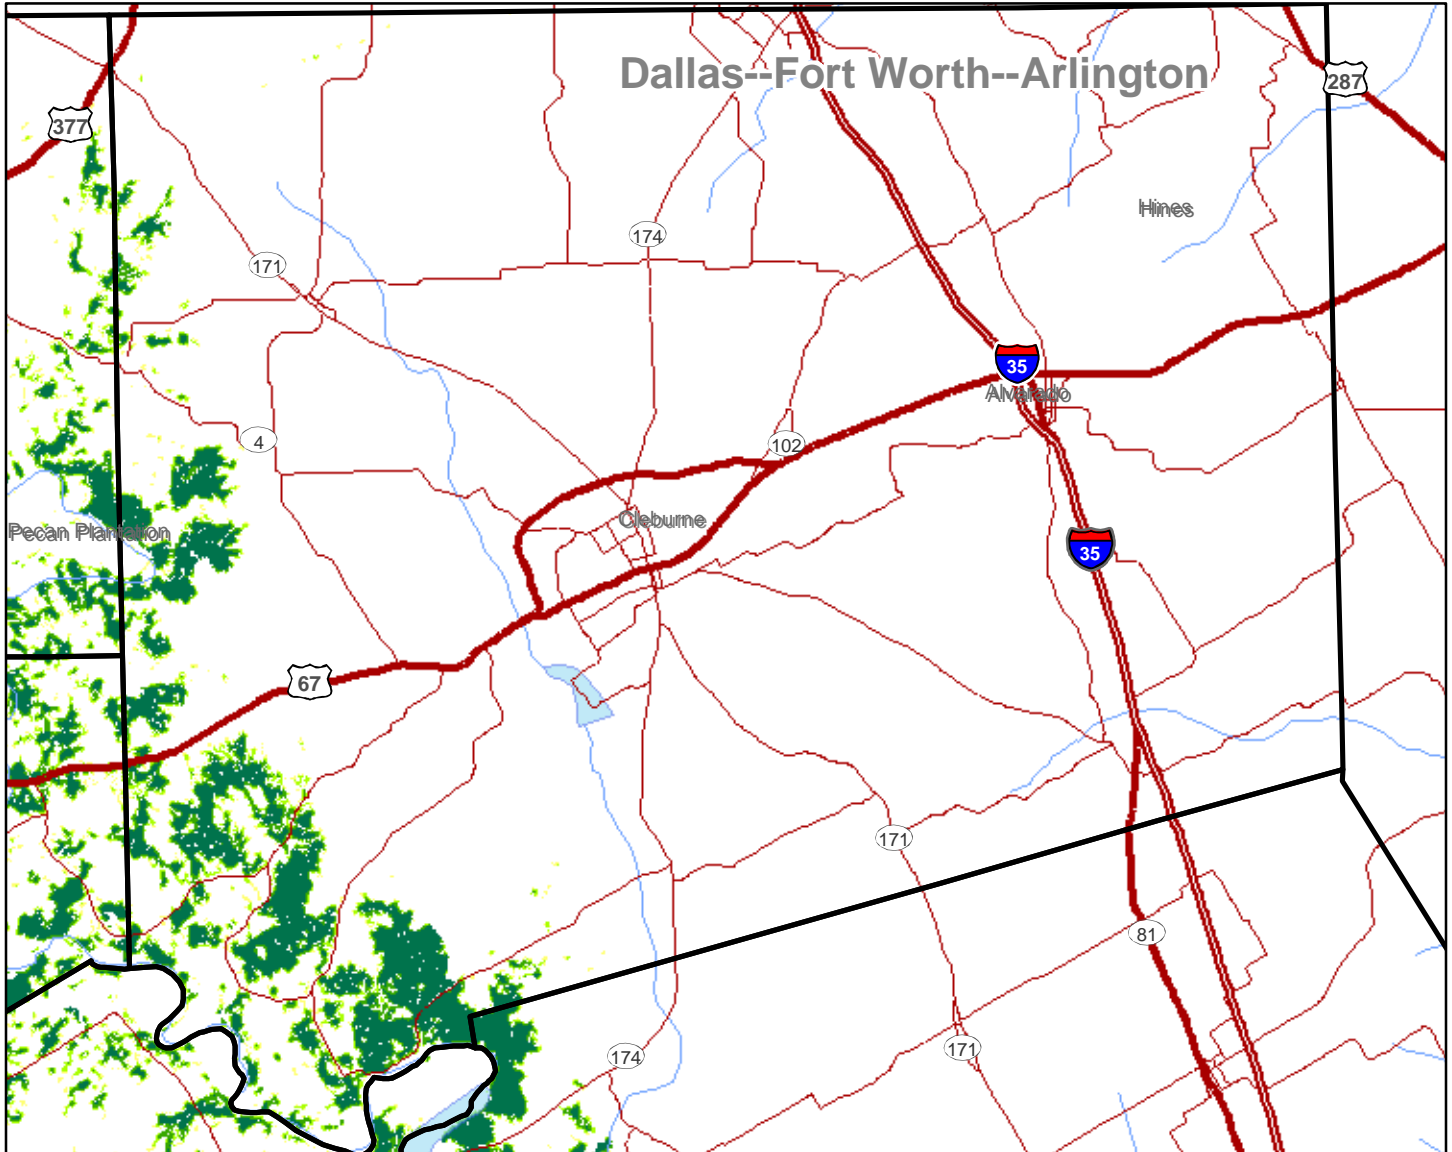 Dallas--Fort Worth--Arlington
287
377
Hines
174
171
35
Alvarado
4
102
Cleburne
Pecan Plantation
35
67
171
81
171
174